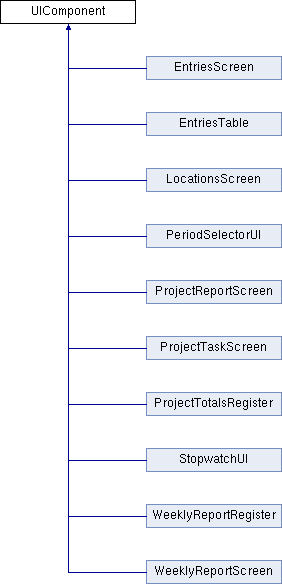 UIComponent
EntriesScreen
EntriesTable
LocationsScreen
PeriodSelectorUI
ProjectReportScreen
ProjectTaskScreen
ProjectTotalsRegister
StopwatchUI
WeeklyReportRegister
WeeklyReportScreen